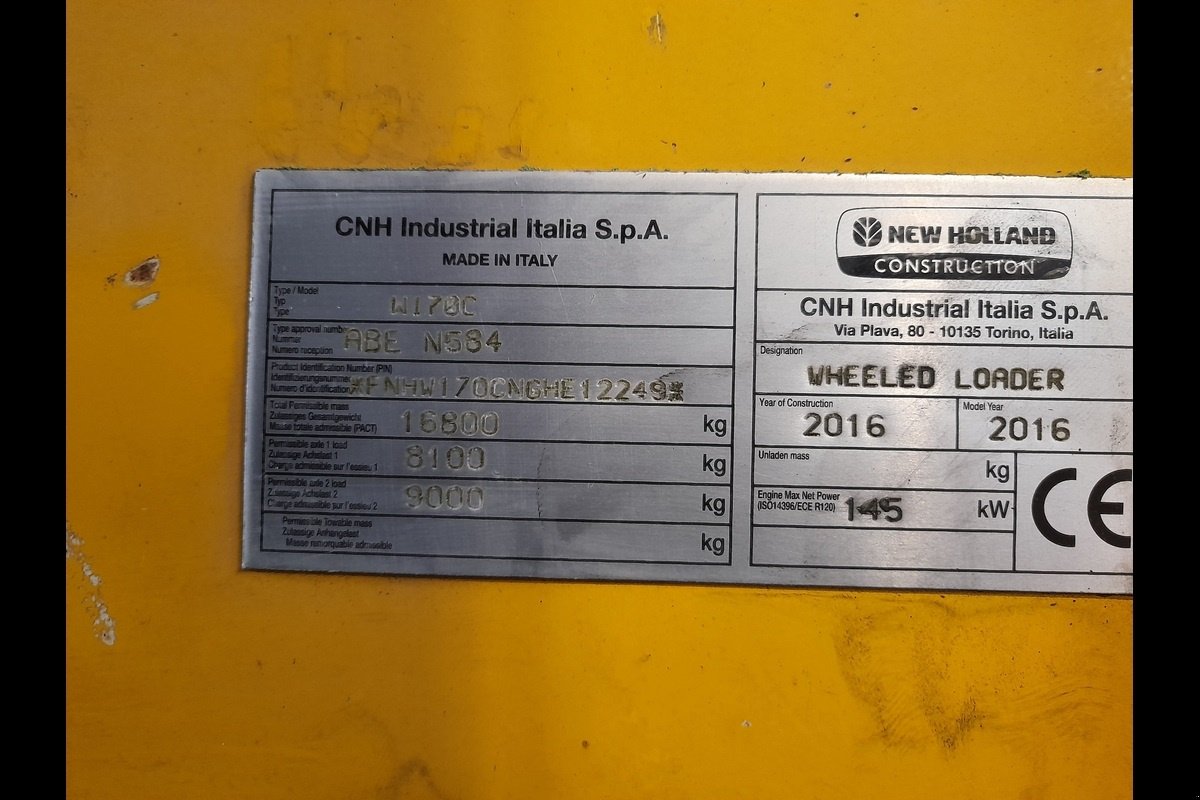 CNH Industrial Italia S.p.A.
MADE IN ITALY
Type / Model
Typ
Type
W170C
Type approval number
Nummer
Numero reception
ABE N584
Product Identification Number (PIN)
Identifizierungsnummer
Numero d'identification
*FNHW170CNGHE12249*
Total Permissible mass
Zulassiges Gesamtgewicht
Masse totale admissible (PACT)
16800 kg
Permissible axle 1 load
Zulassige Achslast 1
Charge admissible sur l'essieu 1
8100 kg
Permissible axle 2 load
Zulassige Achslast 2
Charge admissible sur l'essieu 2
9000 kg
Permissible Towable mass
Zulassige Anhangelast
Masse remorquable admissible
kg
NEW HOLLAND
CONSTRUCTION
CNH Industrial Italia S.p.A.
Via Plava, 80 - 10135 Torino, Italia
Designation
WHEELED LOADER
Year of Construction
2016
Model Year
2016
Unladen mass
kg
Engine Max Net Power
(ISO14396/ECE R120)
145 kW
CE